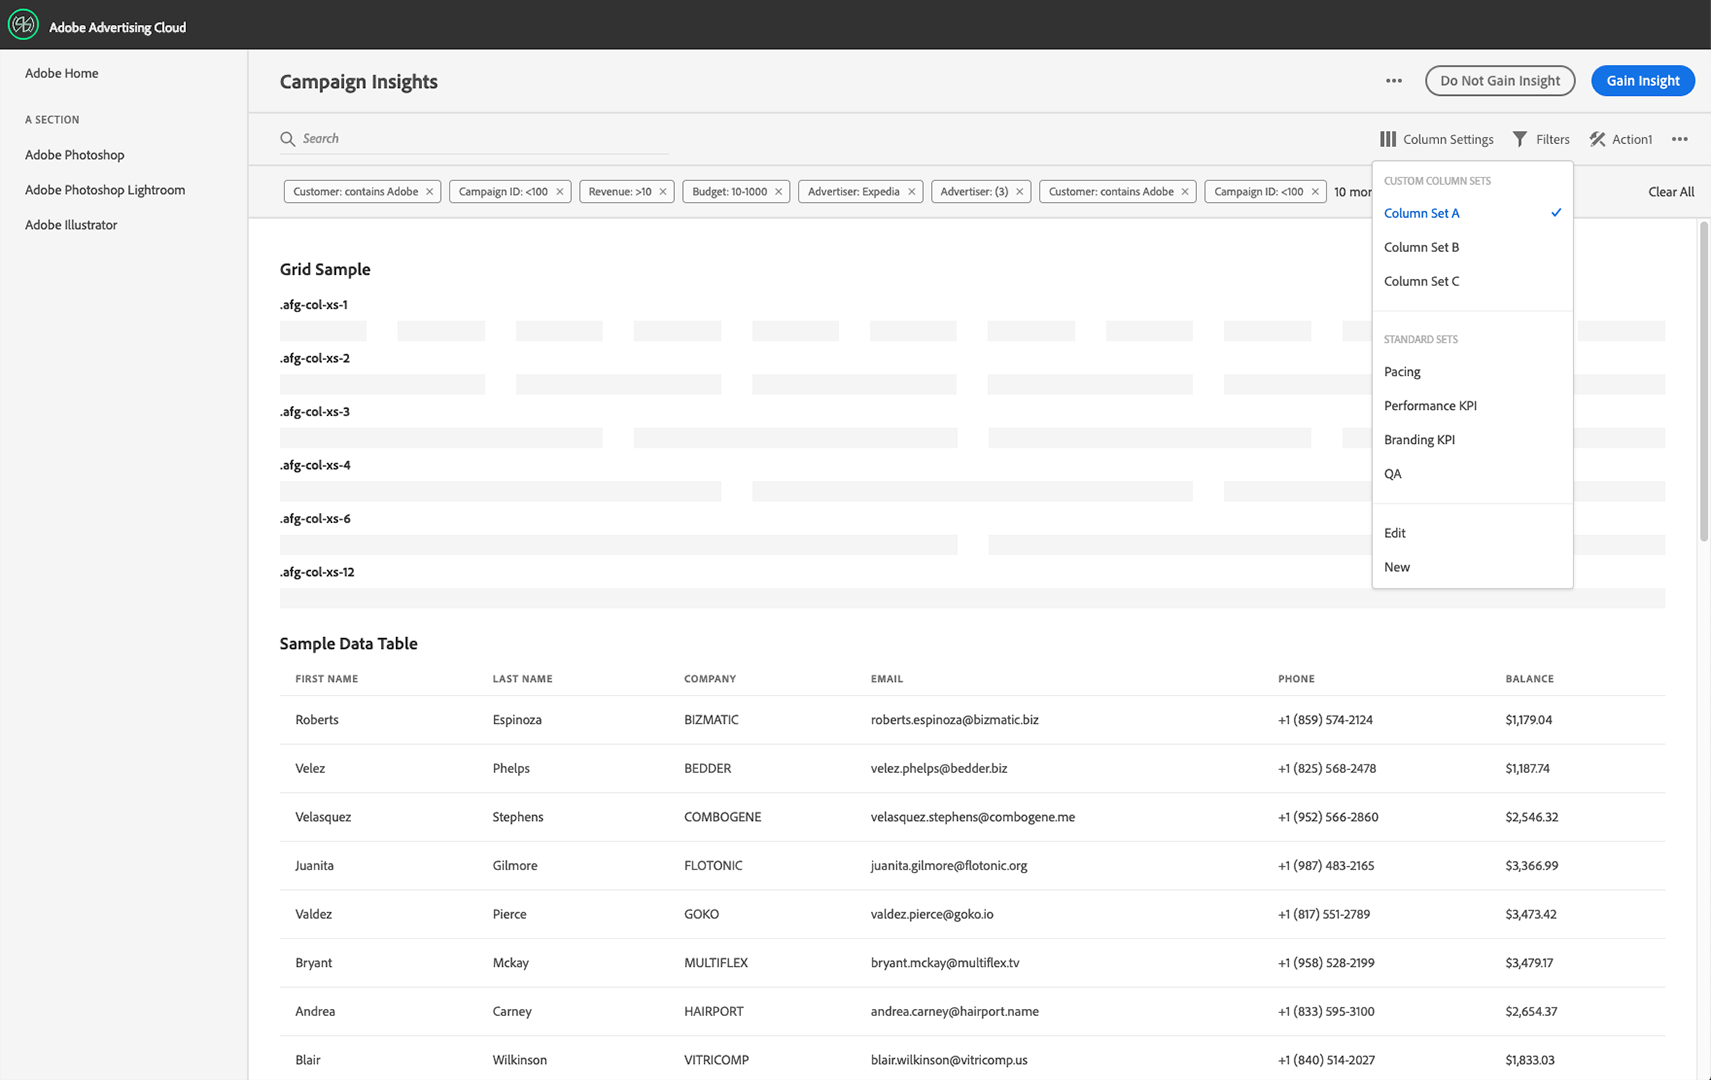 Adobe Advertising Cloud
Adobe Home
A SECTION
Adobe Photoshop
Adobe Photoshop Lightroom
Adobe Illustrator
Campaign Insights
Do Not Gain Insight
Gain Insight
Search
Column Settings
Filters
Action1
Customer: contains Adobe
Campaign ID: <100
Revenue: >10
Budget: 10-1000
Advertiser: Expedia
Advertiser: (3)
Customer: contains Adobe
Campaign ID: <100
10 mor
Clear All
CUSTOM COLUMN SETS
Column Set A
Column Set B
Column Set C
STANDARD SETS
Pacing
Performance KPI
Branding KPI
QA
Edit
New
Grid Sample
.afg-col-xs-1
.afg-col-xs-2
.afg-col-xs-3
.afg-col-xs-4
.afg-col-xs-6
.afg-col-xs-12
Sample Data Table
FIRST NAME LAST NAME COMPANY EMAIL PHONE BALANCE
Roberts Espinoza BIZMATIC roberts.espinoza@bizmatic.biz +1 (859) 574-2124 $1,179.04
Velez Phelps BEDDER velez.phelps@bedder.biz +1 (825) 568-2478 $1,187.74
Velasquez Stephens COMBOGENE velasquez.stephens@combogene.me +1 (952) 566-2860 $2,546.32
Juanita Gilmore FLOTONIC juanita.gilmore@flotonic.org +1 (987) 483-2165 $3,366.99
Valdez Pierce GOKO valdez.pierce@goko.io +1 (817) 551-2789 $3,473.42
Bryant Mckay MULTIFLEX bryant.mckay@multiflex.tv +1 (958) 528-2199 $3,479.17
Andrea Carney HAIRPORT andrea.carney@hairport.name +1 (833) 595-3100 $2,654.37
Blair Wilkinson VITRICOMP blair.wilkinson@vitricomp.us +1 (840) 514-2027 $1,833.03